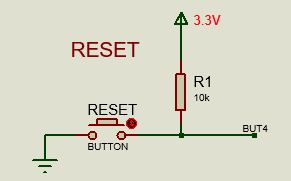 3.3V
RESET
R1
10k
RESET
BUTTON
BUT4